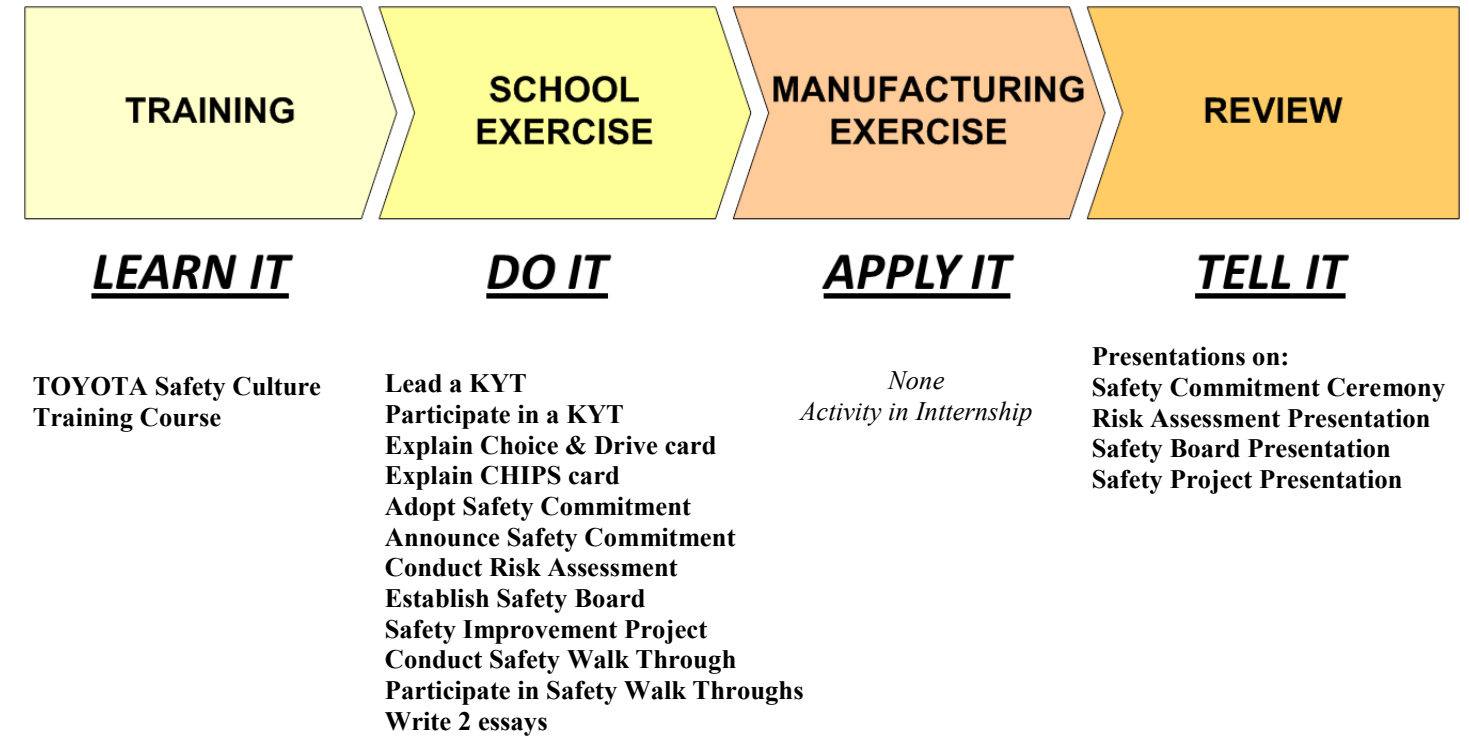 TRAINING
SCHOOL
EXERCISE
MANUFACTURING
EXERCISE
REVIEW
LEARN IT
DO IT
APPLY IT
TELL IT
TOYOTA Safety Culture
Training Course
Lead a KYT
Participate in a KYT
Explain Choice & Drive card
Explain CHIPS card
Adopt Safety Commitment
Announce Safety Commitment
Conduct Risk Assessment
Establish Safety Board
Safety Improvement Project
Conduct Safety Walk Through
Participate in Safety Walk Throughs
Write 2 essays
None
Activity in Intternship
Presentations on:
Safety Commitment Ceremony
Risk Assessment Presentation
Safety Board Presentation
Safety Project Presentation